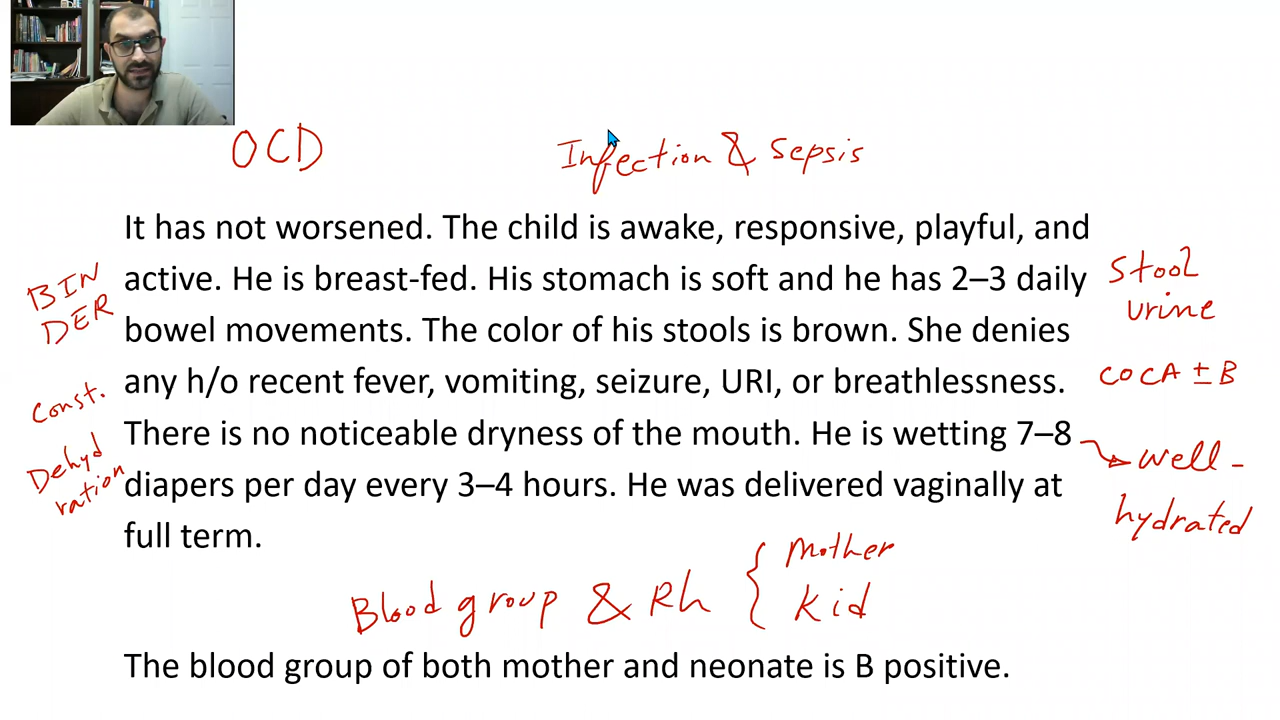 OCD
Infection & Sepsis
It has not worsened. The child is awake, responsive, playful, and
active. He is breast-fed. His stomach is soft and he has 2–3 daily
bowel movements. The color of his stools is brown. She denies
any h/o recent fever, vomiting, seizure, URI, or breathlessness.
There is no noticeable dryness of the mouth. He is wetting 7–8
diapers per day every 3–4 hours. He was delivered vaginally at
full term.
BIN
DER
Const.
Dehyd
ration
Stool
urine
COCA ± B
well -
hydrated
Blood group & Rh { Mother
Kid
The blood group of both mother and neonate is B positive.